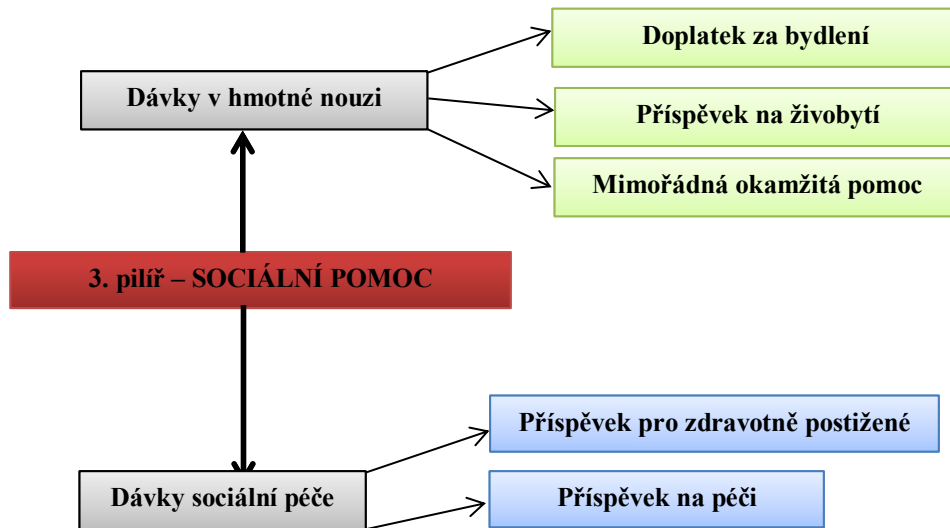 Doplatek za bydlení
Dávky v hmotné nouzi
Příspěvek na živobytí
Mimořádná okamžitá pomoc
3. pilíř – SOCIÁLNÍ POMOC
Příspěvek pro zdravotně postižené
Dávky sociální péče
Příspěvek na péči